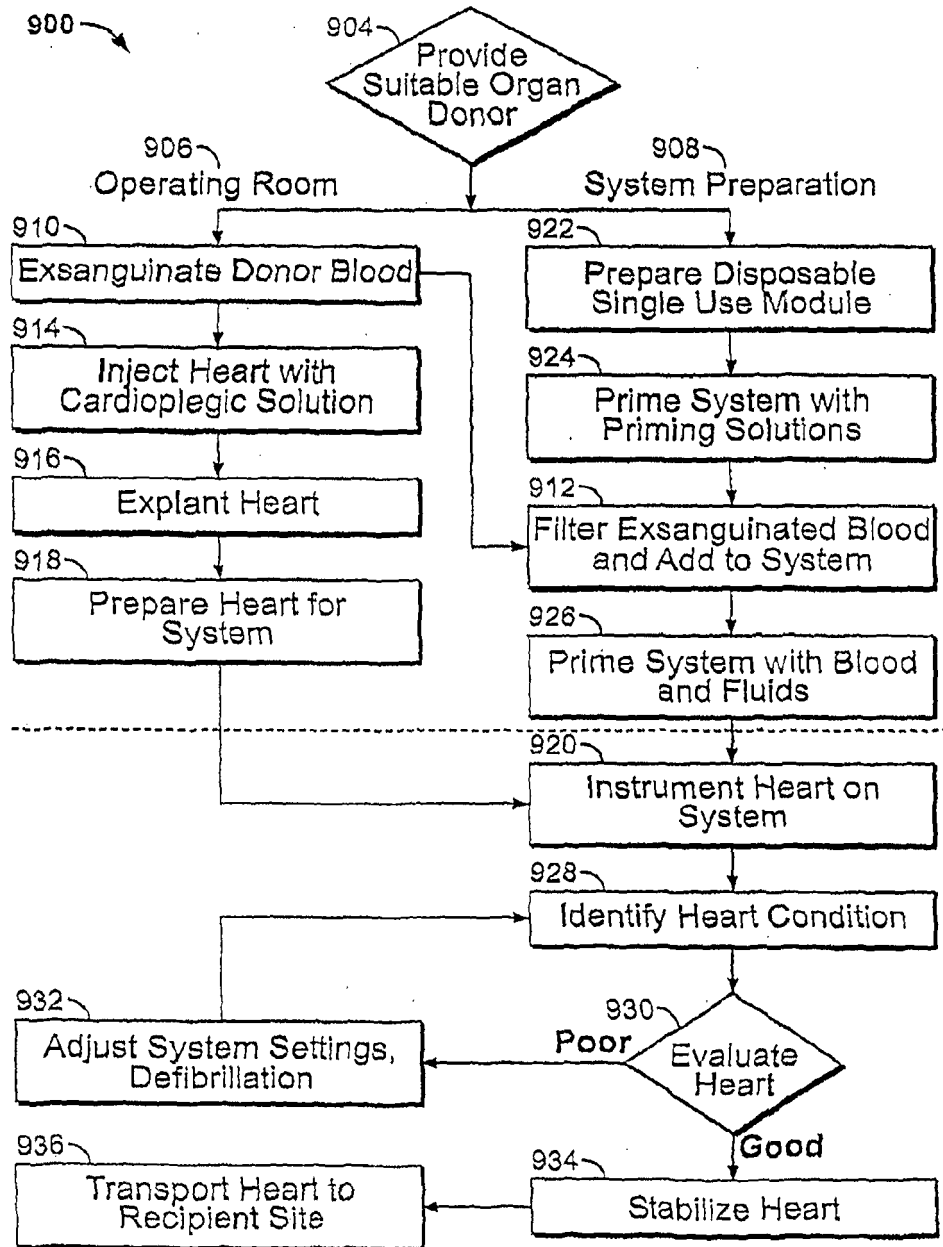 900
904
Provide
Suitable Organ
Donor
906
Operating Room
908
System Preparation
910
Exsanguinate Donor Blood
922
Prepare Disposable
Single Use Module
914
Inject Heart with
Cardioplegic Solution
924
Prime System with
Priming Solutions
916
Explant Heart
912
Filter Exsanguinated Blood
and Add to System
918
Prepare Heart for
System
926
Prime System with Blood
and Fluids
920
Instrument Heart on
System
928
Identify Heart Condition
932
Adjust System Settings,
Defibrillation
Poor
930
Evaluate
Heart
Good
936
Transport Heart to
Recipient Site
934
Stabilize Heart